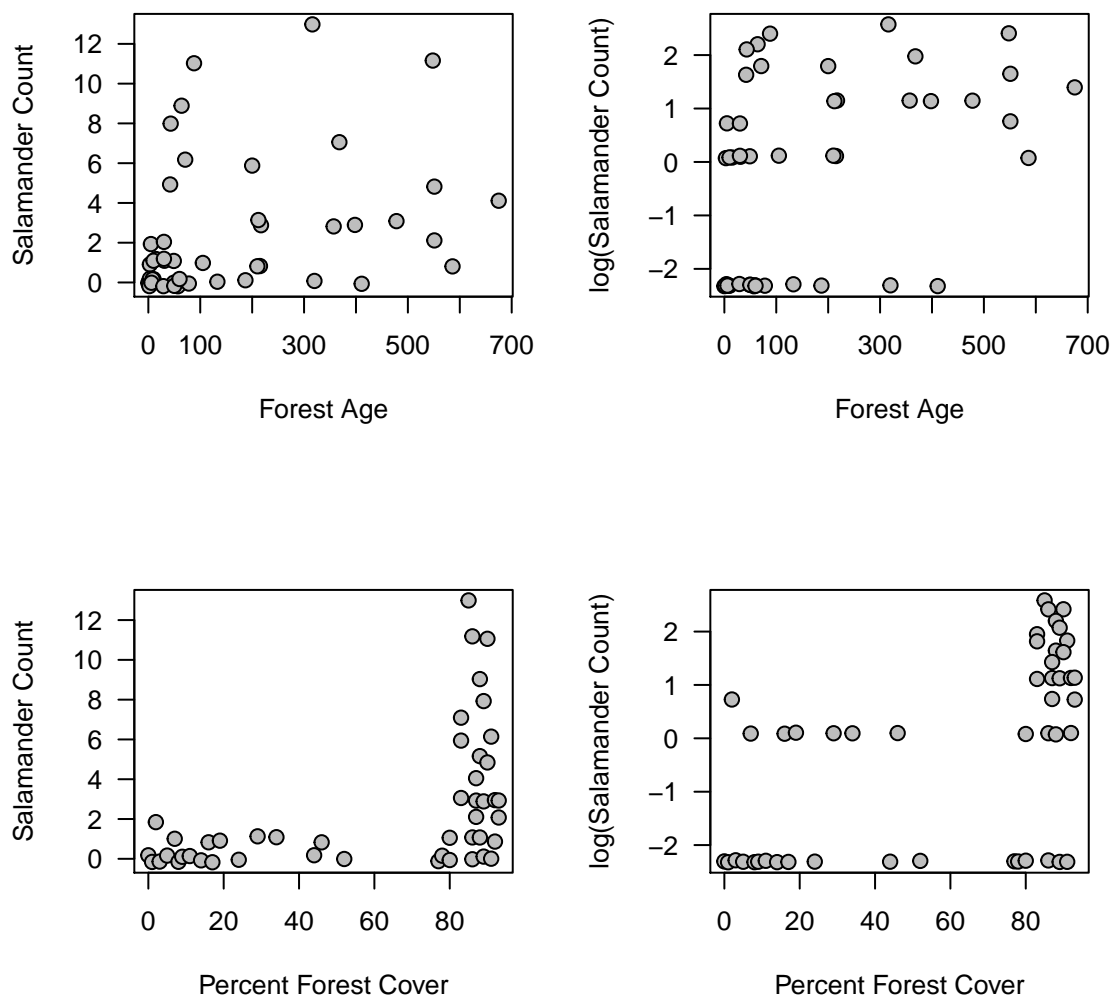 12
10
8
6
4
2
0
Salamander Count
0 100 300 500 700
Forest Age
2
1
0
−1
−2
log(Salamander Count)
0 100 300 500 700
Forest Age
12
10
8
6
4
2
0
Salamander Count
0 20 40 60 80
Percent Forest Cover
2
1
0
−1
−2
log(Salamander Count)
0 20 40 60 80
Percent Forest Cover